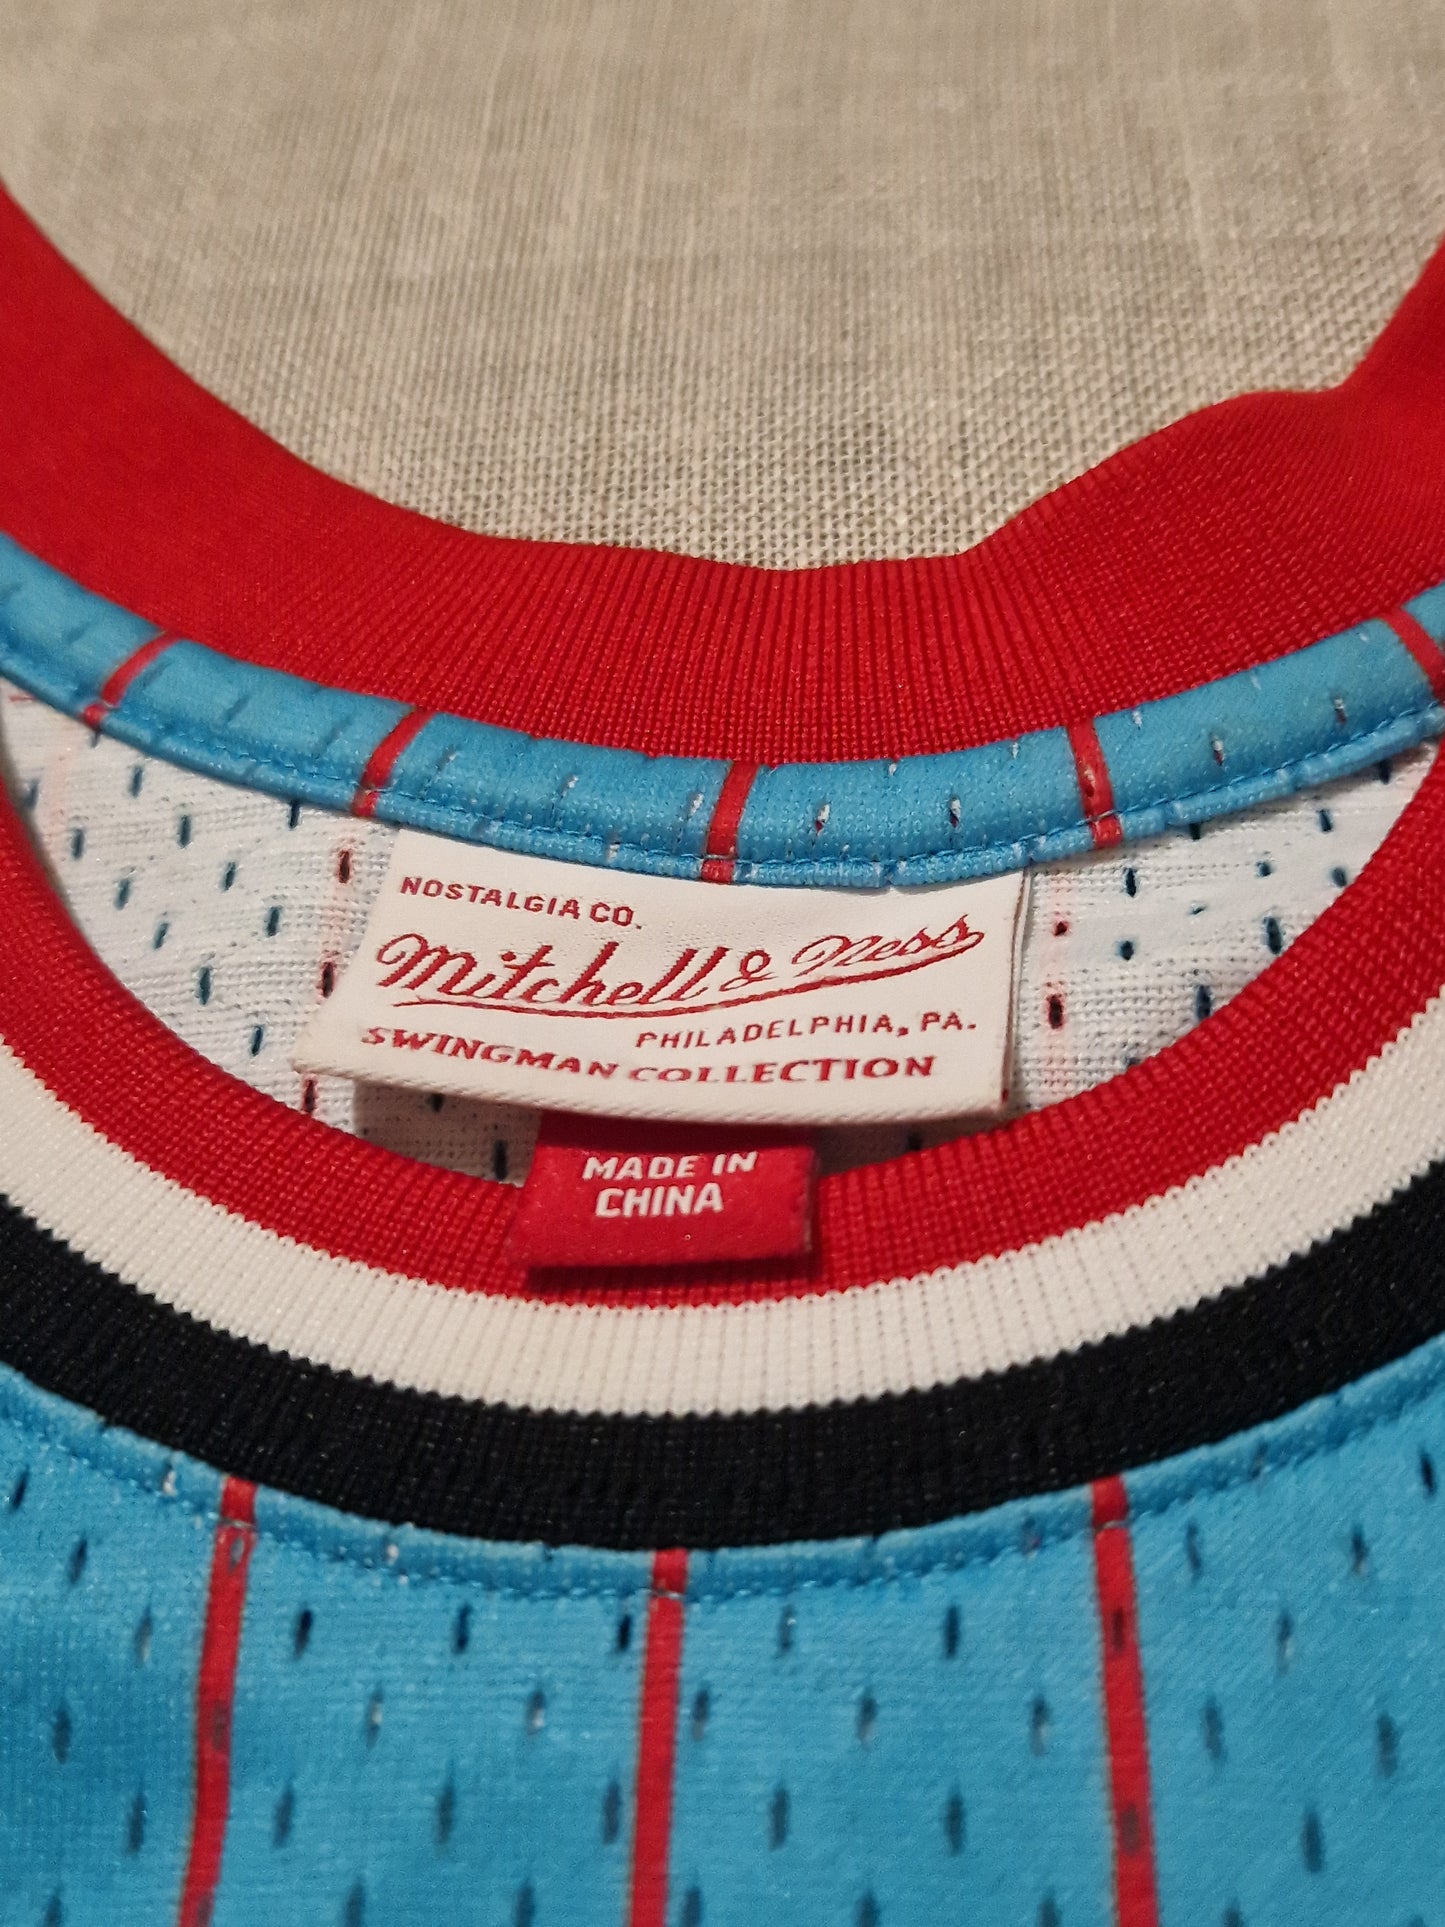 NOSTALGIA CO.
Mitchell & Ness
PHILADELPHIA, PA.
SWINGMAN COLLECTION
MADE IN
CHINA